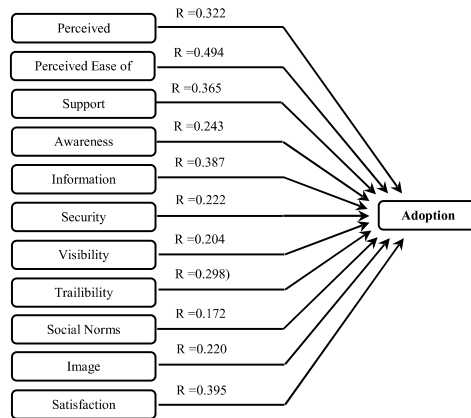 Perceived
R =0.322
Perceived Ease of
R =0.494
Support
R =0.365
Awareness
R =0.243
Information
R =0.387
Security
R =0.222
Visibility
R =0.204
Trailibility
R =0.298)
Social Norms
R =0.172
Image
R =0.220
Satisfaction
R =0.395
Adoption